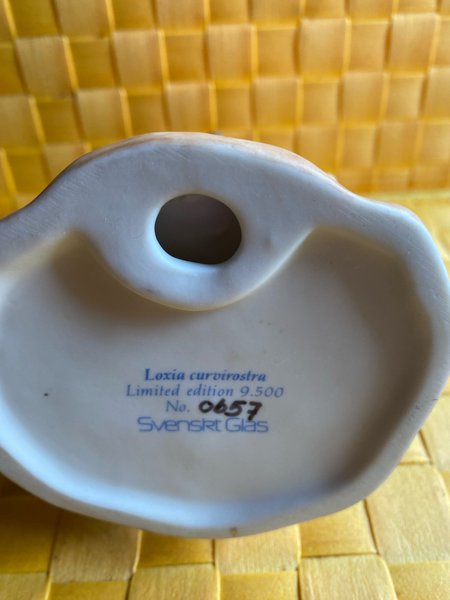 Loxia curvirostra
Limited edition 9.500
No. 0657
Svenskt Glas